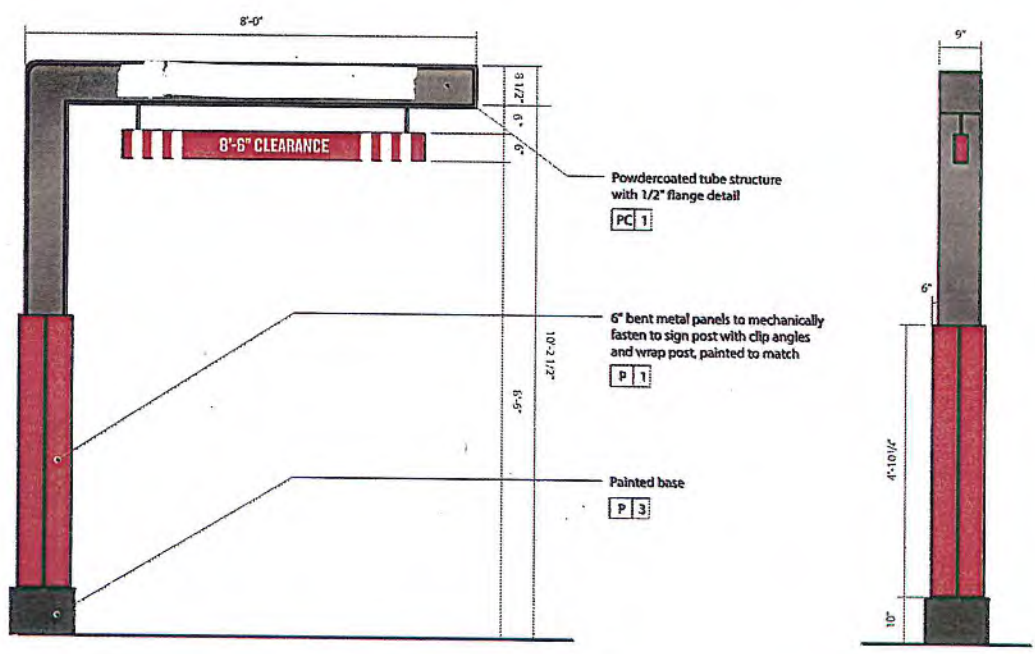 8'-0"
9"
8 1/2"
6"
6"
8'-6" CLEARANCE
Powdercoated tube structure
with 1/2" flange detail
PC 1
6"
6" bent metal panels to mechanically
fasten to sign post with clip angles
and wrap post, painted to match
P 1
10'-2 1/2"
4'-10 1/4"
Painted base
P 3
10"